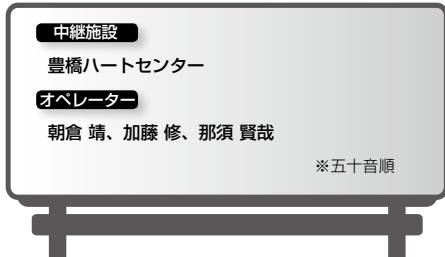 中継施設
豊橋ハートセンター
オペレーター
朝倉 靖、加藤 修、那須 賢哉
※五十音順